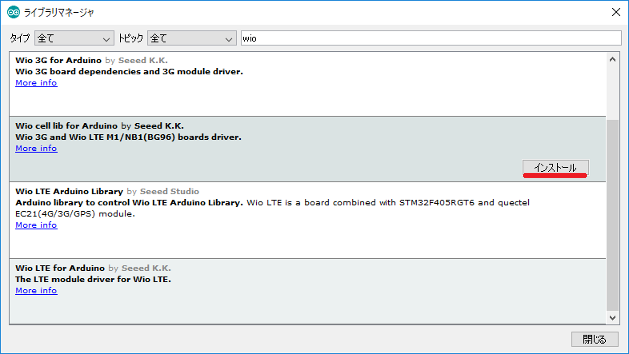 ライブラリマネージャ
タイプ 全て トピック 全て wio
Wio 3G for Arduino by Seeed K.K.
Wio 3G board dependencies and 3G module driver.
More info
Wio cell lib for Arduino by Seeed K.K.
Wio 3G and Wio LTE M1/NB1(BG96) boards driver.
More info
インストール
Wio LTE Arduino Library by Seeed Studio
Arduino library to control Wio LTE Arduino Library. Wio LTE is a board combined with STM32F405RGT6 and quectel
EC21(4G/3G/GPS) module.
More info
Wio LTE for Arduino by Seeed K.K.
The LTE module driver for Wio LTE.
More info
閉じる